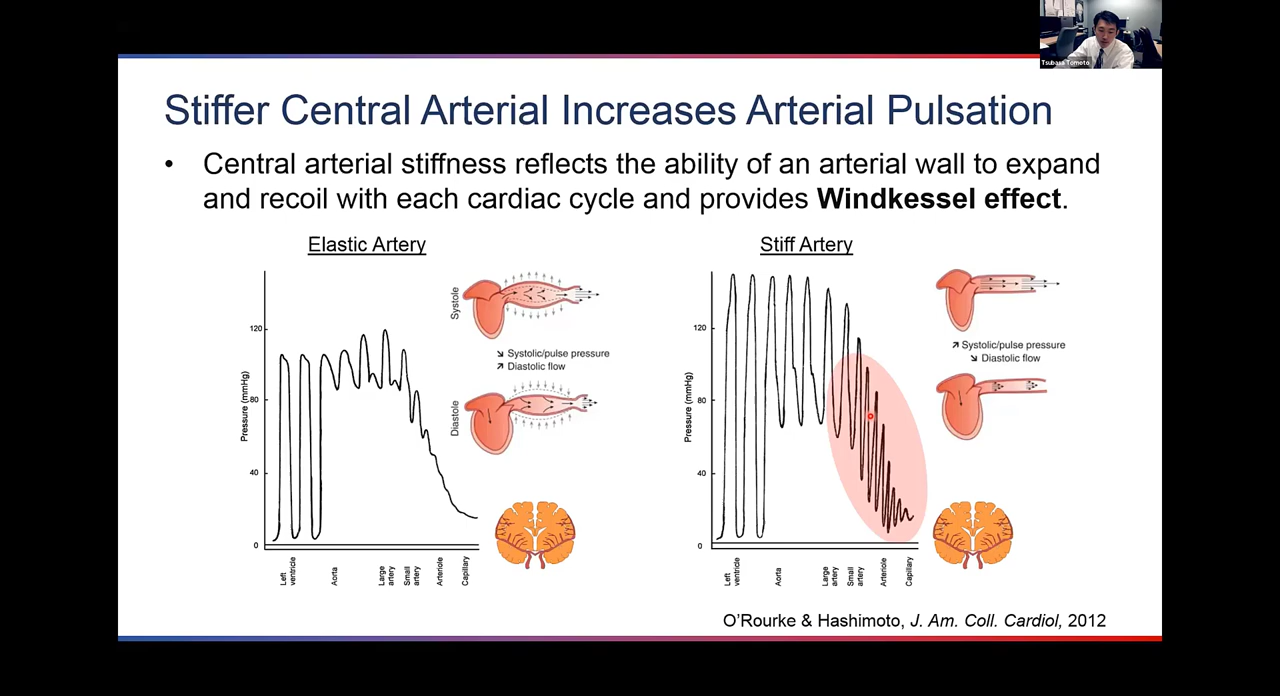 Tsubasa Tomoto
Stiffer Central Arterial Increases Arterial Pulsation
• Central arterial stiffness reflects the ability of an arterial wall to expand
and recoil with each cardiac cycle and provides Windkessel effect.
Elastic Artery
Pressure (mmHg)
120
80
40
0
Left
ventricle
Aorta
Large
artery
Small
artery
Arteriole
Capillary
Systole
↘ Systolic/pulse pressure
↗ Diastolic flow
Diastole
Stiff Artery
Pressure (mmHg)
120
80
40
0
Left
ventricle
Aorta
Large
artery
Small
artery
Arteriole
Capillary
↗ Systolic/pulse pressure
↘ Diastolic flow
O'Rourke & Hashimoto, J. Am. Coll. Cardiol, 2012